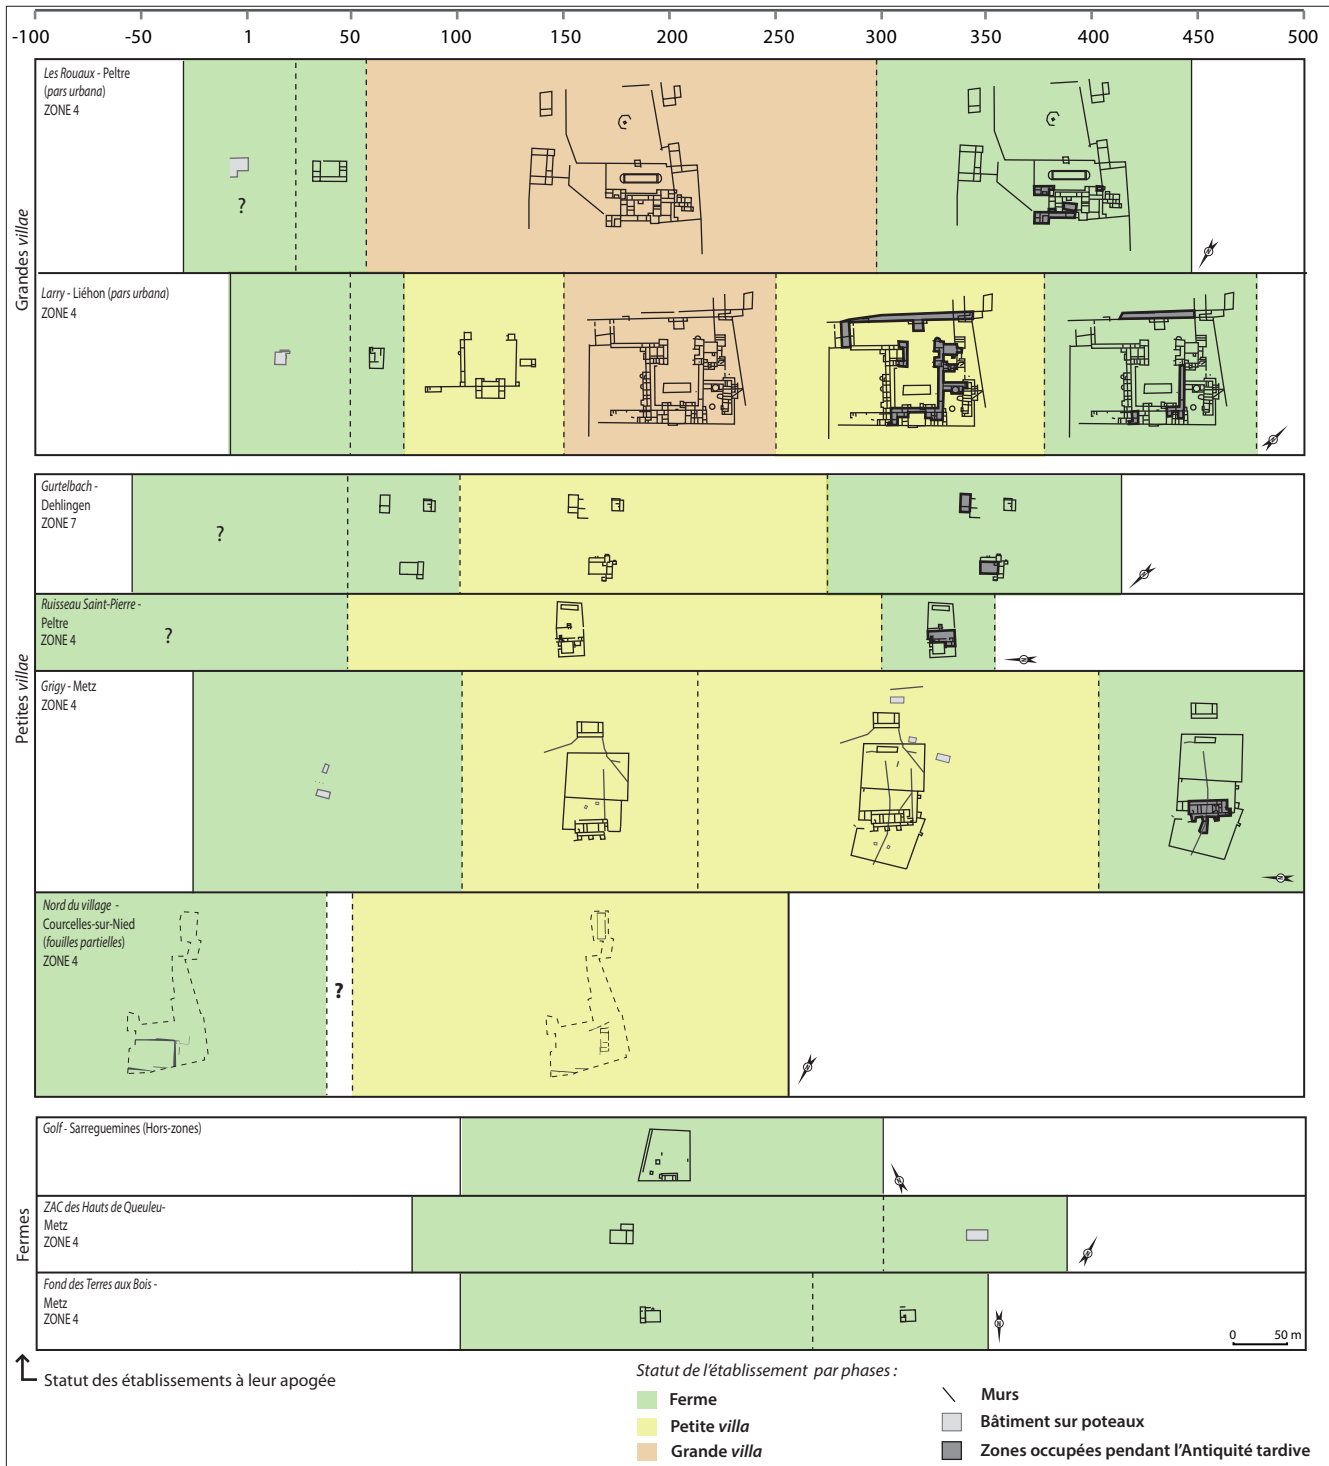 -100 -50 1 50 100 150 200 250 300 350 400 450 500
Grandes villae
Les Rouaux - Peltre
(pars urbana)
ZONE 4
?
Larry - Liéhon (pars urbana)
ZONE 4
Petites villae
Gurtelbach -
Dehlingen
ZONE 7
?
Ruisseau Saint-Pierre -
Peltre
ZONE 4
?
Grigy - Metz
ZONE 4
Nord du village -
Courcelles-sur-Nied
(fouilles partielles)
ZONE 4
?
Fermes
Golf - Sarreguemines (Hors-zones)
ZAC des Hauts de Queuleu-
Metz
ZONE 4
Fond des Terres aux Bois -
Metz
ZONE 4
0 50 m
Statut des établissements à leur apogée
Statut de l'établissement par phases :
Ferme
Petite villa
Grande villa
Murs
Bâtiment sur poteaux
Zones occupées pendant l'Antiquité tardive